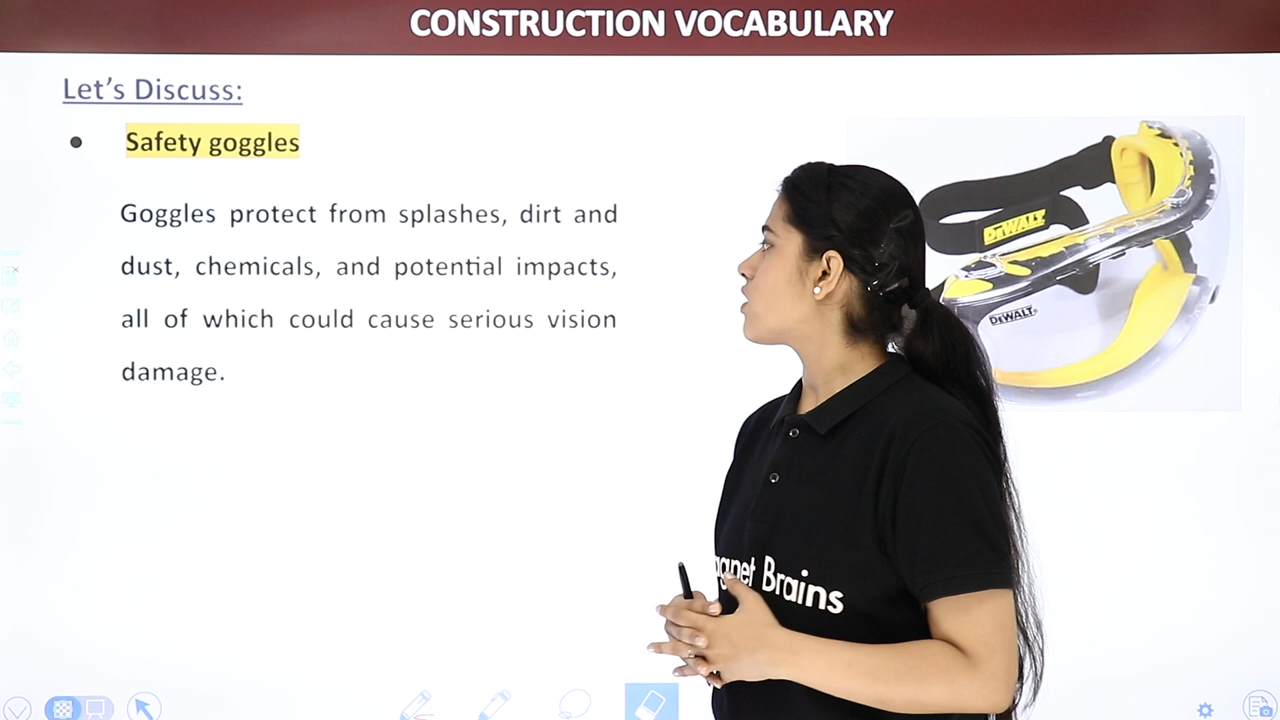 CONSTRUCTION VOCABULARY
Let's Discuss:
• Safety goggles
Goggles protect from splashes, dirt and
dust, chemicals, and potential impacts,
all of which could cause serious vision
damage.
DEWALT
DEWALT
Brains